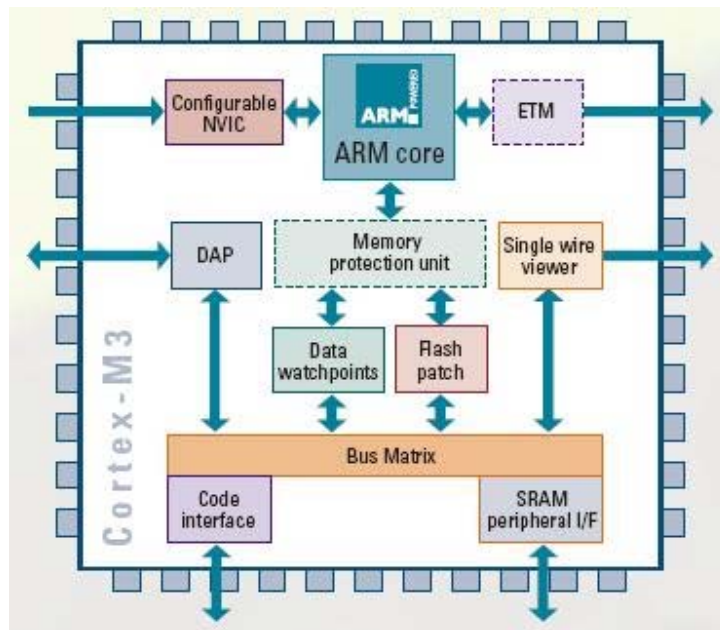 Configurable
NVIC
ARM
POWERED
ARM core
ETM
DAP
Memory
protection unit
Single wire
viewer
Data
watchpoints
Flash
patch
Cortex-M3
Bus Matrix
Code
interface
SRAM
peripheral I/F